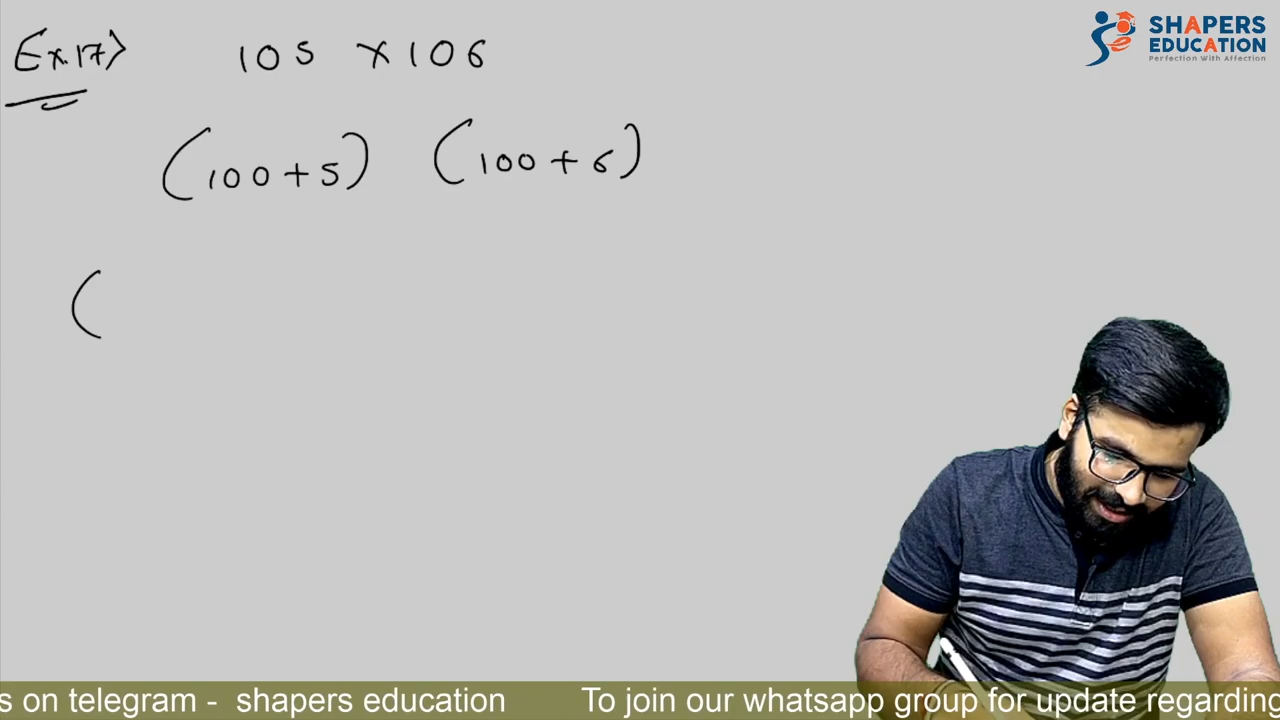 Ex.17> 105 × 106
(100 + 5) (100 + 6)
(
SHAPERS
EDUCATION
Perfection With Affection
s on telegram - shapers education To join our whatsapp group for update regarding